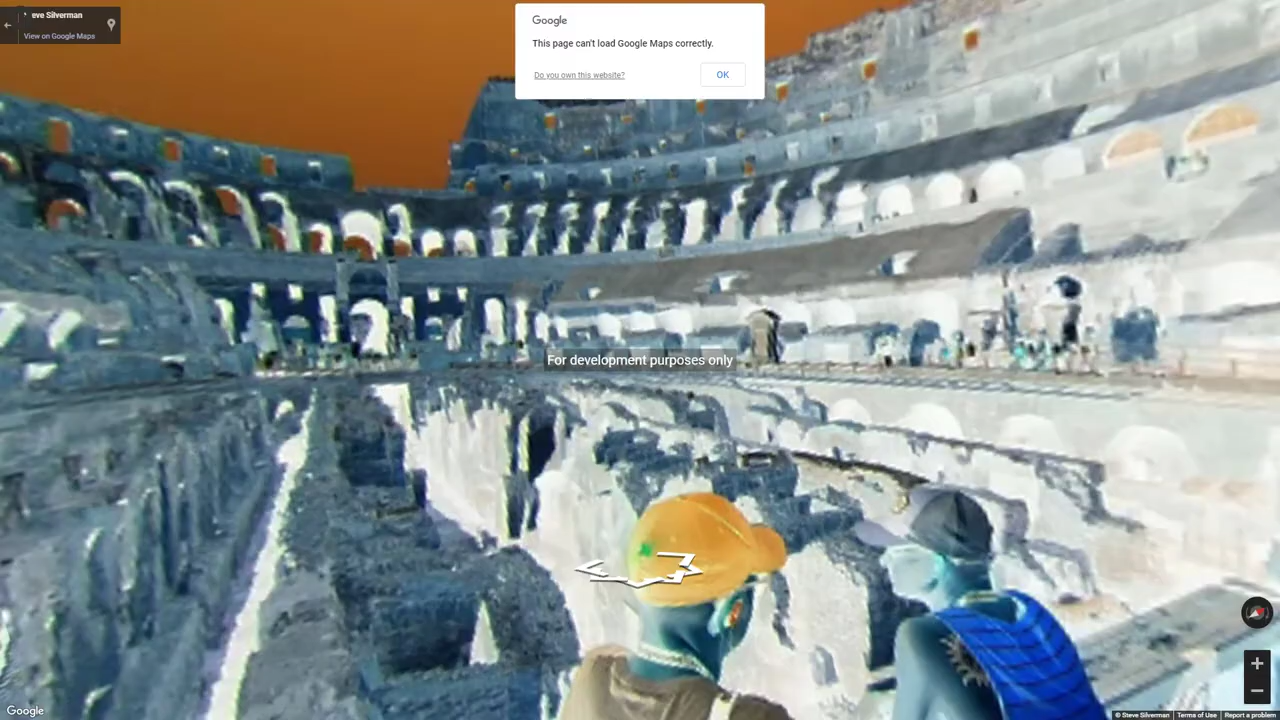 eve Silverman
View on Google Maps
Google
This page can't load Google Maps correctly.
Do you own this website?
OK
For development purposes only
Google
© Steve Silverman
Terms of Use
Report a problem